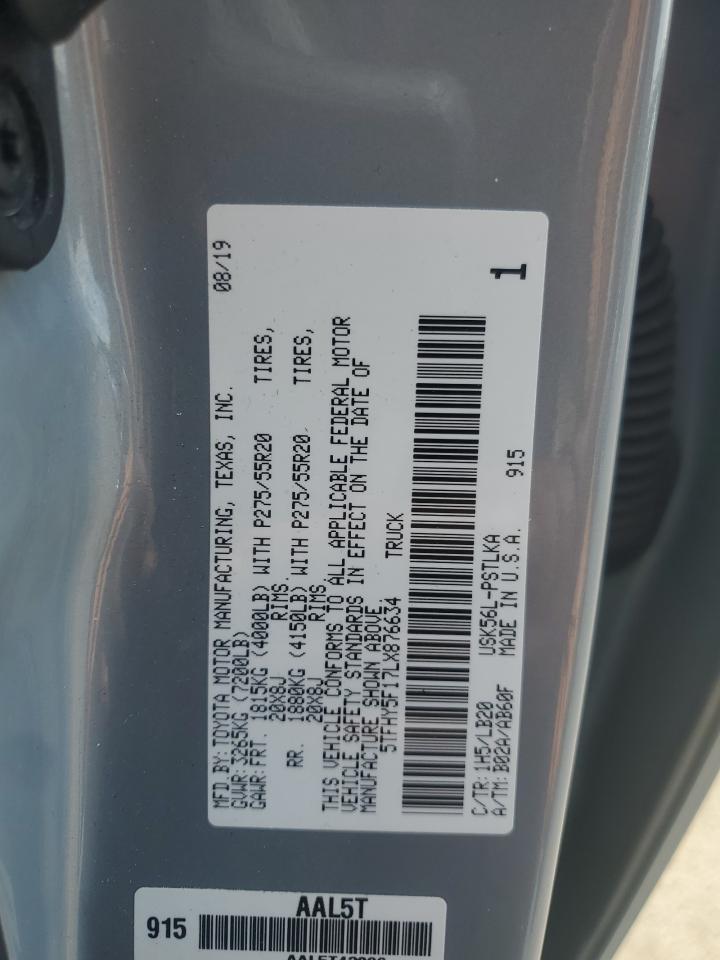 MFD.BY:TOYOTA MOTOR MANUFACTURING, TEXAS, INC. 08/19
GVWR:3265KG (7200LB)
GAWR:FRT. 1815KG (4000LB) WITH P275/55R20 TIRES,
20X8J RIMS.
RR. 1880KG (4150LB) WITH P275/55R20 TIRES,
20X8J RIMS
THIS VEHICLE CONFORMS TO ALL APPLICABLE FEDERAL MOTOR
VEHICLE SAFETY STANDARDS IN EFFECT ON THE DATE OF
MANUFACTURE SHOWN ABOVE
5TFHY5F17LX876634 TRUCK
C/TR:1H5/LB20 USK56L-PSTLKA
A/TM:B02A/AB60F MADE IN U.S.A. 915
1
AAL5T
915